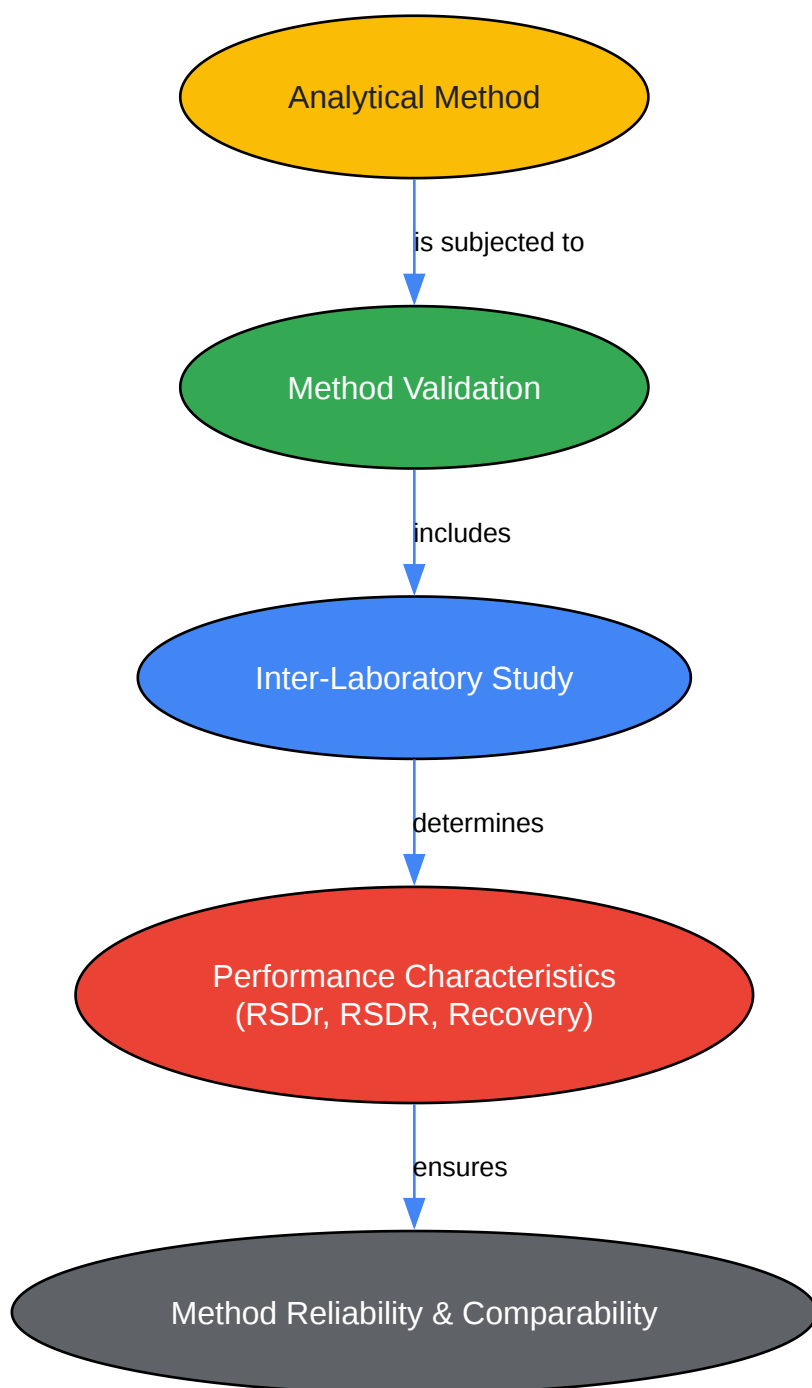 Analytical Method
is subjected to
Method Validation
includes
Inter-Laboratory Study
determines
Performance Characteristics
(RSDr, RSDR, Recovery)
ensures
Method Reliability & Comparability